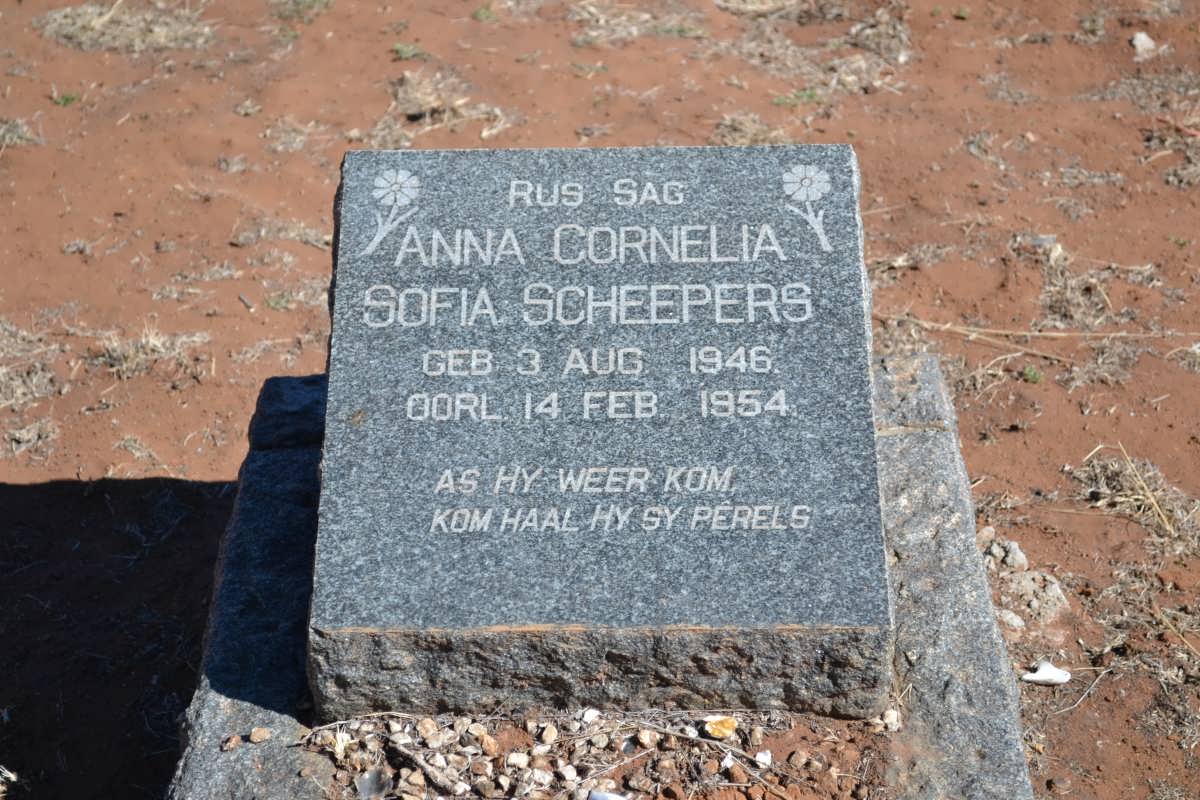 RUS SAG
ANNA CORNELIA
SOFIA SCHEEPERS
GEB 3 AUG. 1946.
OORL 14 FEB. 1954.
AS HY WEER KOM,
KOM HAAL HY SY PERELS